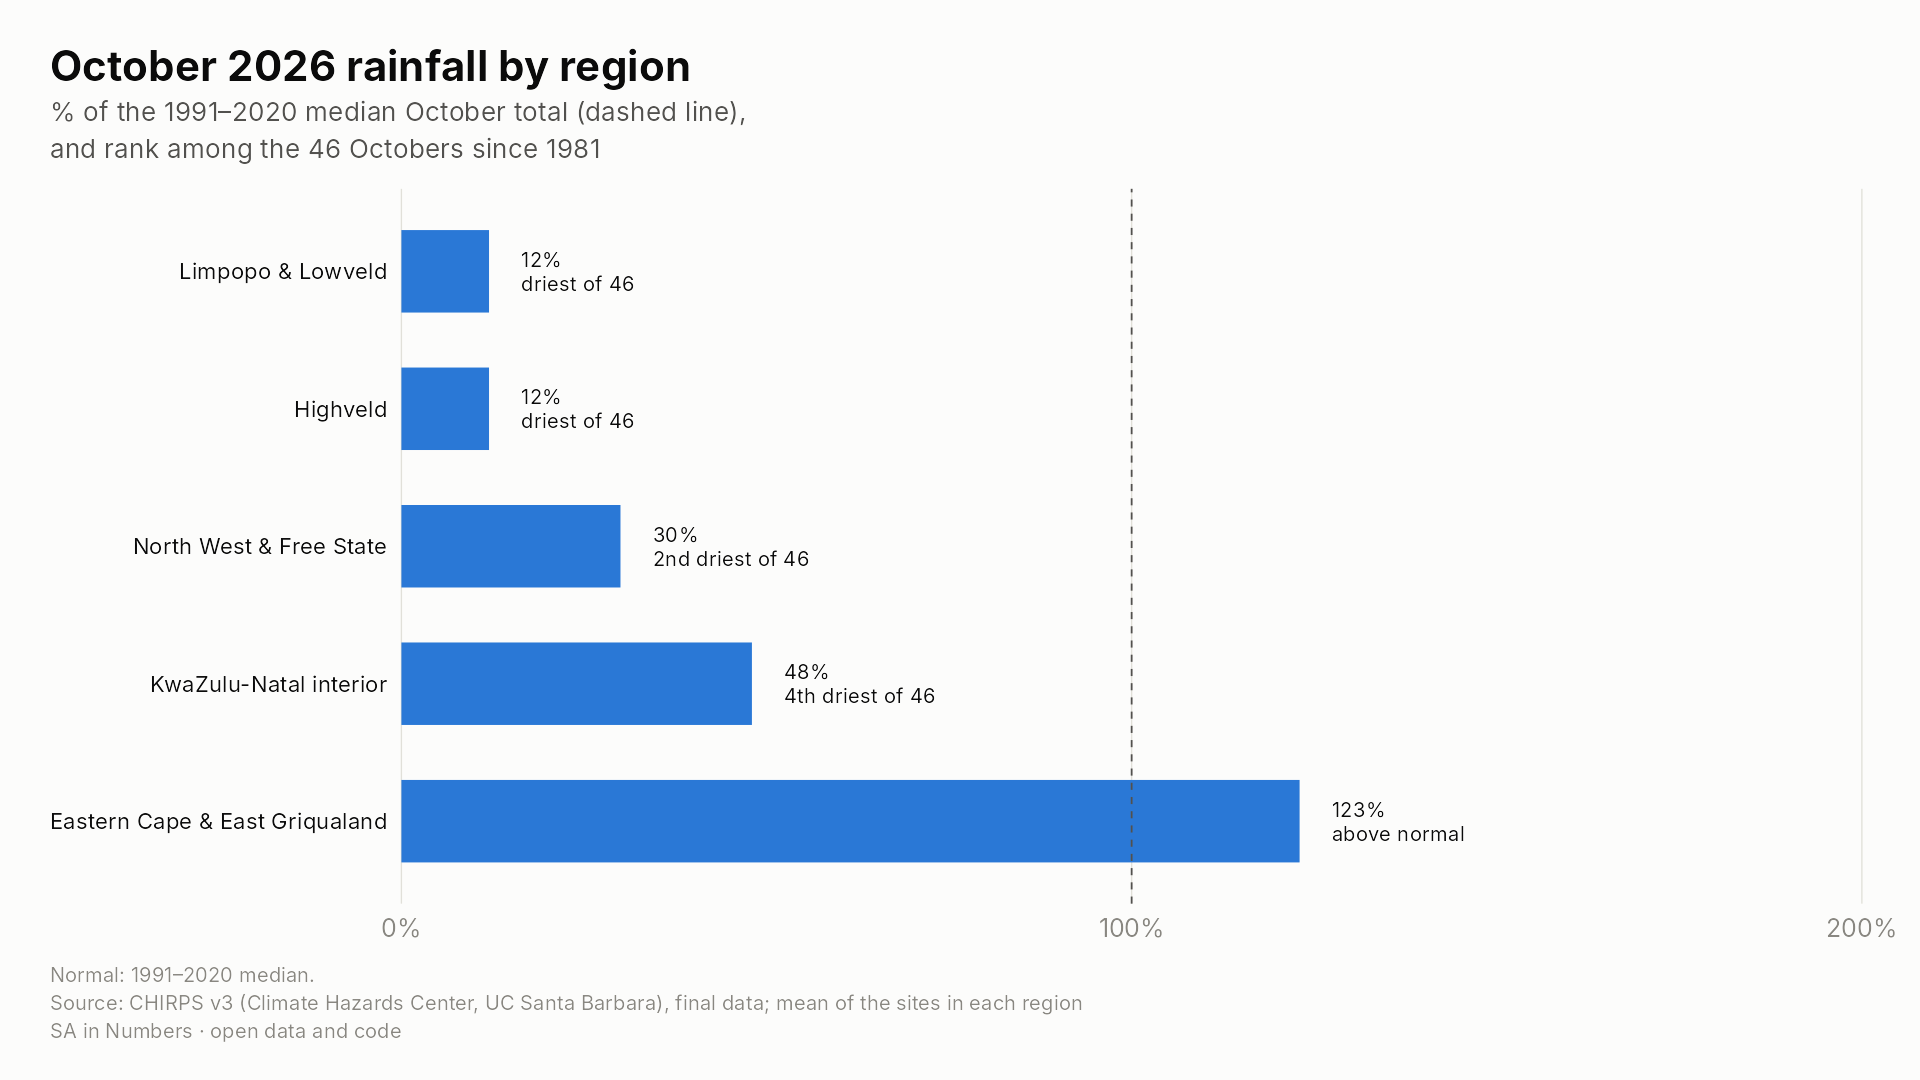 October 2026 rainfall by region
% of the 1991–2020 median October total (dashed line),
and rank among the 46 Octobers since 1981
Limpopo & Lowveld
12%
driest of 46
Highveld
12%
driest of 46
North West & Free State
30%
2nd driest of 46
KwaZulu-Natal interior
48%
4th driest of 46
Eastern Cape & East Griqualand
123%
above normal
0%
100%
200%
Normal: 1991–2020 median.
Source: CHIRPS v3 (Climate Hazards Center, UC Santa Barbara), final data; mean of the sites in each region
SA in Numbers · open data and code